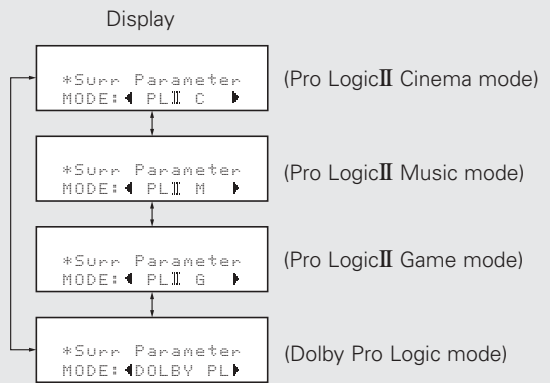 Display
*Surr Parameter
MODE:◀ PLⅡ C ▶
(Pro LogicⅡ Cinema mode)
*Surr Parameter
MODE:◀ PLⅡ M ▶
(Pro LogicⅡ Music mode)
*Surr Parameter
MODE:◀ PLⅡ G ▶
(Pro LogicⅡ Game mode)
*Surr Parameter
MODE:◀DOLBY PL▶
(Dolby Pro Logic mode)